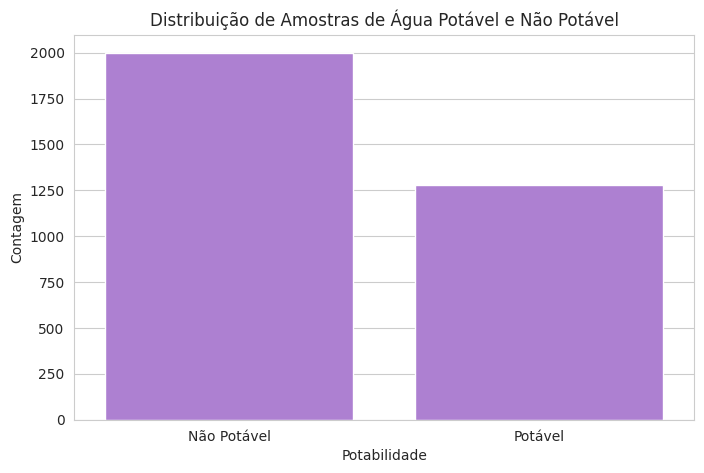 Distribuição de Amostras de Água Potável e Não Potável
2000
1750
1500
1250
1000
750
500
250
0
Contagem
Não Potável
Potável
Potabilidade